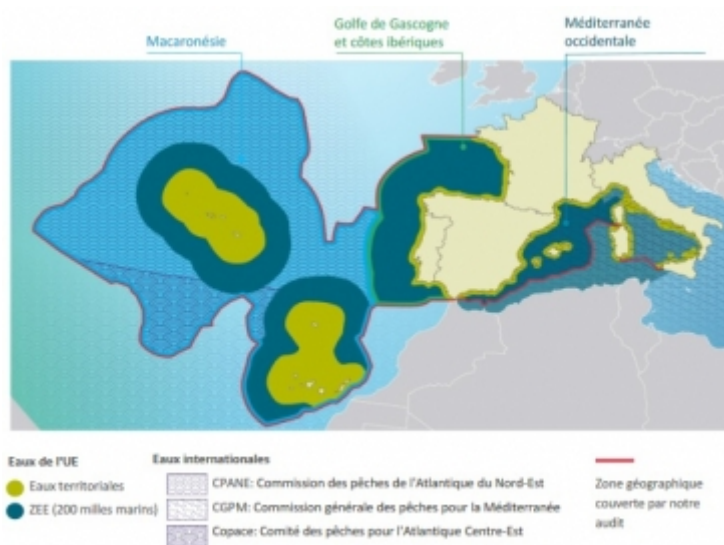 Golfe de Gascogne
et côtes ibériques
Méditerranée
occidentale
Macaronésie
Eaux de l'UE
Eaux territoriales
ZEE (200 milles marins)
Eaux internationales
CPANE: Commission des pêches de l'Atlantique du Nord-Est
CGPM: Commission générale des pêches pour la Méditerranée
Copace: Comité des pêches pour l'Atlantique Centre-Est
Zone géographique
couverte par notre
audit